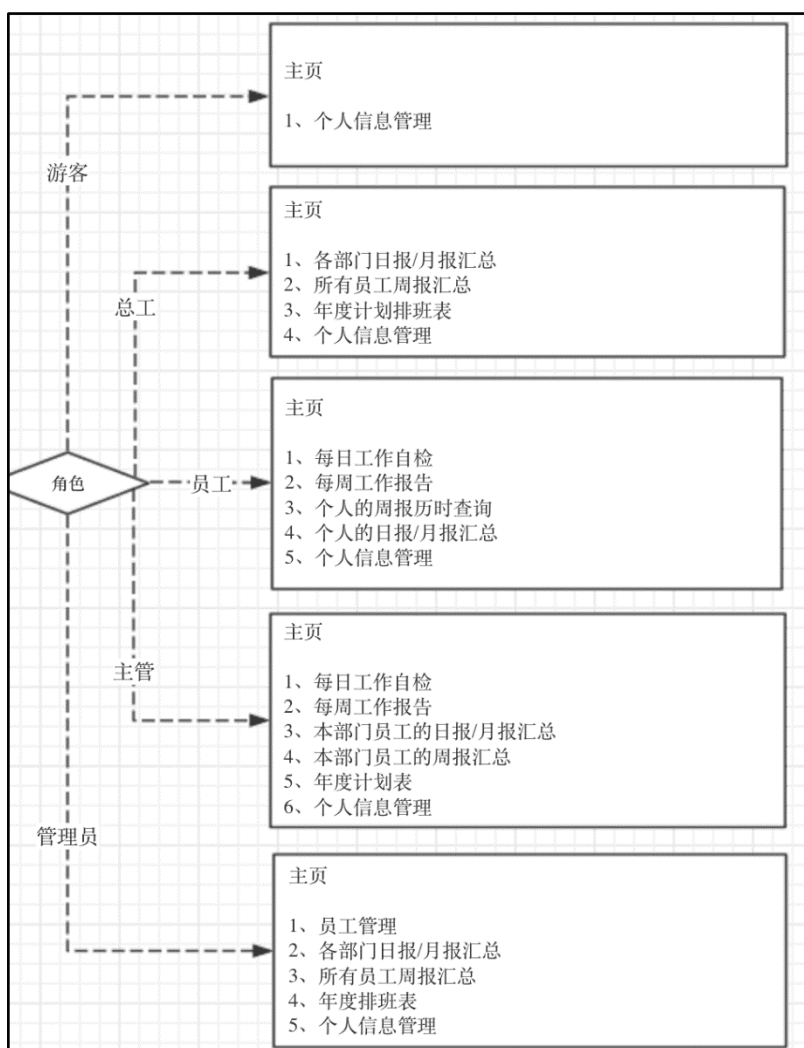 主页
1、个人信息管理
游客
主页
1、各部门日报/月报汇总
2、所有员工周报汇总
3、年度计划排班表
4、个人信息管理
总工
主页
1、每日工作自检
2、每周工作报告
3、个人的周报历时查询
4、个人的日报/月报汇总
5、个人信息管理
角色
员工
主页
1、每日工作自检
2、每周工作报告
3、本部门员工的日报/月报汇总
4、本部门员工的周报汇总
5、年度计划表
6、个人信息管理
主管
管理员
主页
1、员工管理
2、各部门日报/月报汇总
3、所有员工周报汇总
4、年度排班表
5、个人信息管理